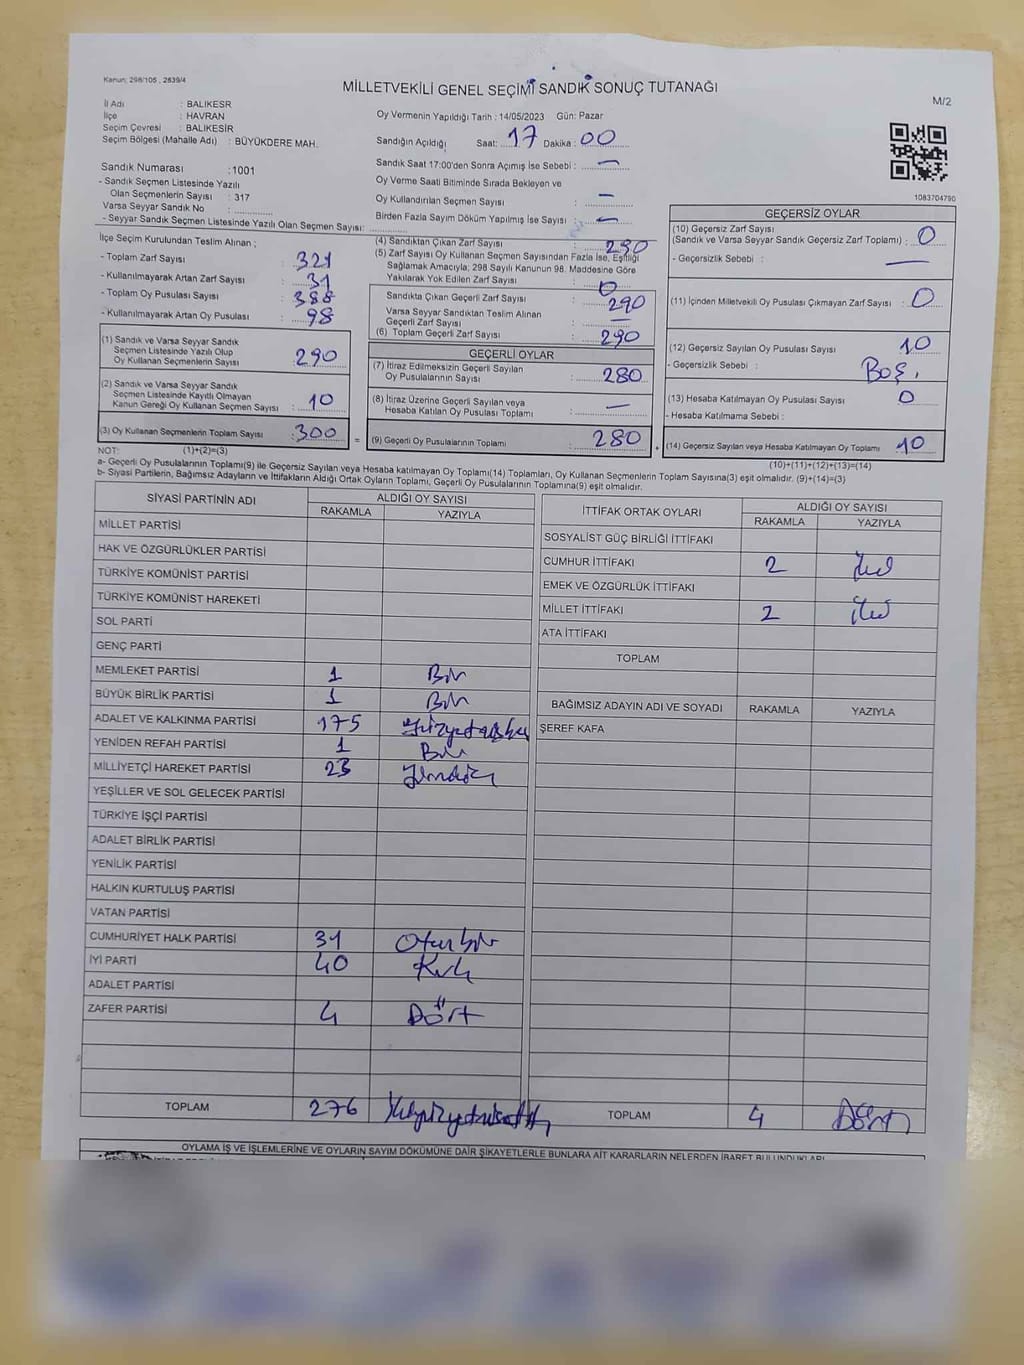 Kanun: 298/105 , 2839/4
MİLLETVEKİLİ GENEL SEÇİMİ SANDIK SONUÇ TUTANAĞI
M/2
İl Adı : BALIKESR
İlçe : HAVRAN
Seçim Çevresi : BALIKESİR
Seçim Bölgesi (Mahalle Adı) : BÜYÜKDERE MAH.
Sandık Numarası : 1001
- Sandık Seçmen Listesinde Yazılı
Olan Seçmenlerin Sayısı : 317
Varsa Seyyar Sandık No :
- Seyyar Sandık Seçmen Listesinde Yazılı Olan Seçmen Sayısı:
Oy Vermenin Yapıldığı Tarih : 14/05/2023 Gün: Pazar
Sandığın Açıldığı Saat: 17 Dakika : 00
Sandık Saat 17:00'den Sonra Açımış İse Sebebi : —
Oy Verme Saati Bitiminde Sırada Bekleyen ve
Oy Kullandırılan Seçmen Sayısı : —
Birden Fazla Sayım Döküm Yapılmış İse Sayısı : —
1083704790
İlçe Seçim Kurulundan Teslim Alınan ;
- Toplam Zarf Sayısı : 321
- Kullanılmayarak Artan Zarf Sayısı : 31
- Toplam Oy Pusulası Sayısı : 388
- Kullanılmayarak Artan Oy Pusulası : 98
(4) Sandıktan Çıkan Zarf Sayısı : 290
(5) Zarf Sayısı Oy Kullanan Seçmen Sayısından Fazla İse, Eşitliği
Sağlamak Amacıyla; 298 Sayılı Kanunun 98. Maddesine Göre
Yakılarak Yok Edilen Zarf Sayısı : 0
Sandıkta Çıkan Geçerli Zarf Sayısı : 290
Varsa Seyyar Sandıktan Teslim Alınan
Geçerli Zarf Sayısı : —
(6) Toplam Geçerli Zarf Sayısı : 290
GEÇERSİZ OYLAR
(10) Geçersiz Zarf Sayısı
(Sandık ve Varsa Seyyar Sandık Geçersiz Zarf Toplamı) : 0
- Geçersizlik Sebebi : —
(11) İçinden Milletvekili Oy Pusulası Çıkmayan Zarf Sayısı : 0
(12) Geçersiz Sayılan Oy Pusulası Sayısı : 10
- Geçersizlik Sebebi : Boş.
(13) Hesaba Katılmayan Oy Pusulası Sayısı : 0
- Hesaba Katılmama Sebebi :
(14) Geçersiz Sayılan veya Hesaba Katılmayan Oy Toplamı : 10
(1) Sandık ve Varsa Seyyar Sandık
Seçmen Listesinde Yazılı Olup
Oy Kullanan Seçmenlerin Sayısı : 290
(2) Sandık ve Varsa Seyyar Sandık
Seçmen Listesinde Kayıtlı Olmayan
Kanun Gereği Oy Kullanan Seçmen Sayısı : 10
(3) Oy Kullanan Seçmenlerin Toplam Sayısı : 300
GEÇERLİ OYLAR
(7) İtiraz Edilmeksizin Geçerli Sayılan
Oy Pusulalarının Sayısı : 280
(8) İtiraz Üzerine Geçerli Sayılan veya
Hesaba Katılan Oy Pusulası Toplamı : —
= (9) Geçerli Oy Pusulalarının Toplamı : 280
NOT: (1)+(2)=(3)
(10)+(11)+(12)+(13)=(14)
a- Geçerli Oy Pusulalarının Toplamı(9) ile Geçersiz Sayılan veya Hesaba katılmayan Oy Toplamı(14) Toplamları, Oy Kullanan Seçmenlerin Toplam Sayısına(3) eşit olmalıdır. (9)+(14)=(3)
b- Siyasi Partilerin, Bağımsız Adayların ve İttifakların Aldığı Ortak Oyların Toplamı, Geçerli Oy Pusulalarının Toplamına(9) eşit olmalıdır.
SİYASİ PARTİNİN ADI ALDIĞI OY SAYISI
RAKAMLA YAZIYLA
MİLLET PARTİSİ
HAK VE ÖZGÜRLÜKLER PARTİSİ
TÜRKİYE KOMÜNİST PARTİSİ
TÜRKİYE KOMÜNİST HAREKETİ
SOL PARTİ
GENÇ PARTİ
MEMLEKET PARTİSİ 1 Bir
BÜYÜK BİRLİK PARTİSİ 1 Bir
ADALET VE KALKINMA PARTİSİ 175
YENİDEN REFAH PARTİSİ 1 Bir
MİLLİYETÇİ HAREKET PARTİSİ 23
YEŞİLLER VE SOL GELECEK PARTİSİ
TÜRKİYE İŞÇİ PARTİSİ
ADALET BİRLİK PARTİSİ
YENİLİK PARTİSİ
HALKIN KURTULUŞ PARTİSİ
VATAN PARTİSİ
CUMHURİYET HALK PARTİSİ 31 Otuzbir
İYİ PARTİ 40 Kırk
ADALET PARTİSİ
ZAFER PARTİSİ 4 Dört
TOPLAM 276
İTTİFAK ORTAK OYLARI ALDIĞI OY SAYISI
RAKAMLA YAZIYLA
SOSYALİST GÜÇ BİRLİĞİ İTTİFAKI
CUMHUR İTTİFAKI 2 İki
EMEK VE ÖZGÜRLÜK İTTİFAKI
MİLLET İTTİFAKI 2 İki
ATA İTTİFAKI
TOPLAM
BAĞIMSIZ ADAYIN ADI VE SOYADI RAKAMLA YAZIYLA
ŞEREF KAFA
TOPLAM 4 Dört
OYLAMA İŞ VE İŞLEMLERİNE VE OYLARIN SAYIM DÖKÜMÜNE DAİR ŞİKAYETLERLE BUNLARA AİT KARARLARIN NELERDEN İBARET BULUNDUKLARI